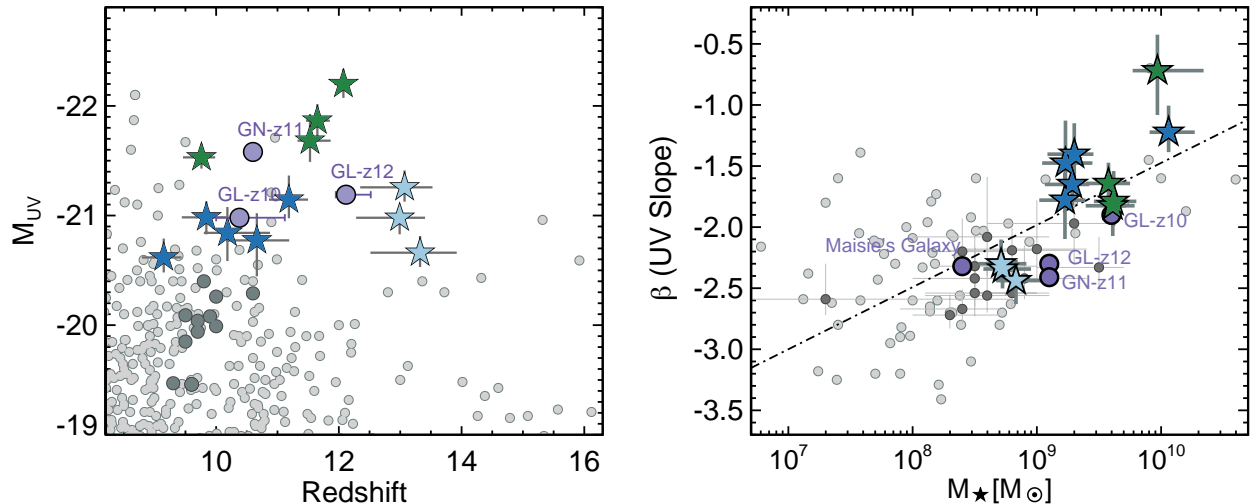 -22
-21
-20
-19
M_UV
GN-z11
GL-z12
GL-z10
10
12
14
16
Redshift
-0.5
-1.0
-1.5
-2.0
-2.5
-3.0
-3.5
β (UV Slope)
Maisie's Galaxy
GL-z10
GL-z12
GN-z11
10^7
10^8
10^9
10^10
M★[M⊙]